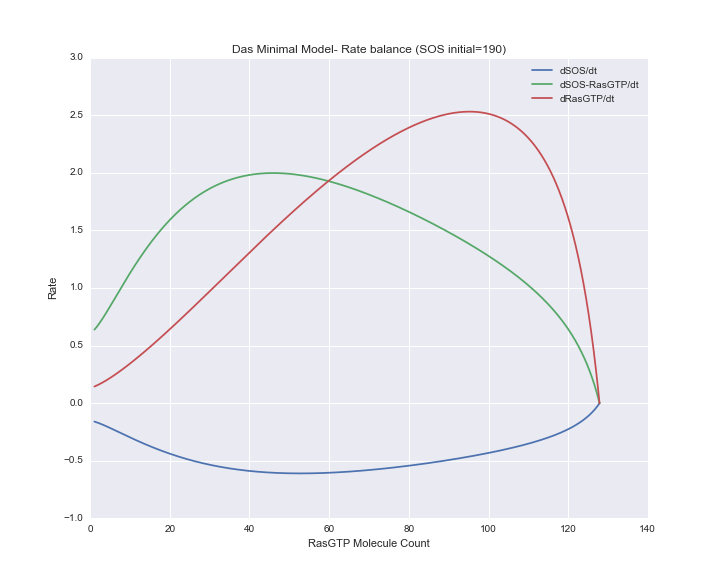 Das Minimal Model- Rate balance (SOS initial=190)
3.0
2.5
2.0
1.5
1.0
0.5
0.0
−0.5
−1.0
Rate
dSOS/dt
dSOS-RasGTP/dt
dRasGTP/dt
0 20 40 60 80 100 120 140
RasGTP Molecule Count